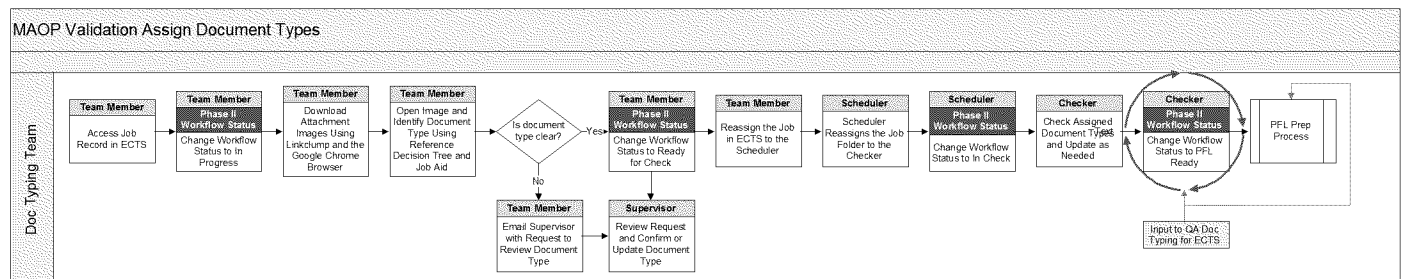 MAOP Validation Assign Document Types
Doc Typing Team
Team Member
Access Job
Record in ECTS
Team Member
Phase II
Workflow Status
Change Workflow
Status to In
Progress
Team Member
Download
Attachment
Images Using
Linkclump and the
Google Chrome
Browser
Team Member
Open Image and
Identify Document
Type Using
Reference
Decision Tree and
Job Aid
Is document
type clear?
Yes
No
Team Member
Email Supervisor
with Request to
Review Document
Type
Team Member
Phase II
Workflow Status
Change Workflow
Status to Ready
for Check
Supervisor
Review Request
and Confirm or
Update Document
Type
Team Member
Reassign the Job
in ECTS to the
Scheduler
Scheduler
Scheduler
Reassigns the Job
Folder to the
Checker
Scheduler
Phase II
Workflow Status
Change Workflow
Status to In Check
Checker
Check Assigned
Document Types
and Update as
Needed
Text
Checker
Phase II
Workflow Status
Change Workflow
Status to PFL
Ready
Input to QA Doc
Typing for ECTS
PFL Prep
Process